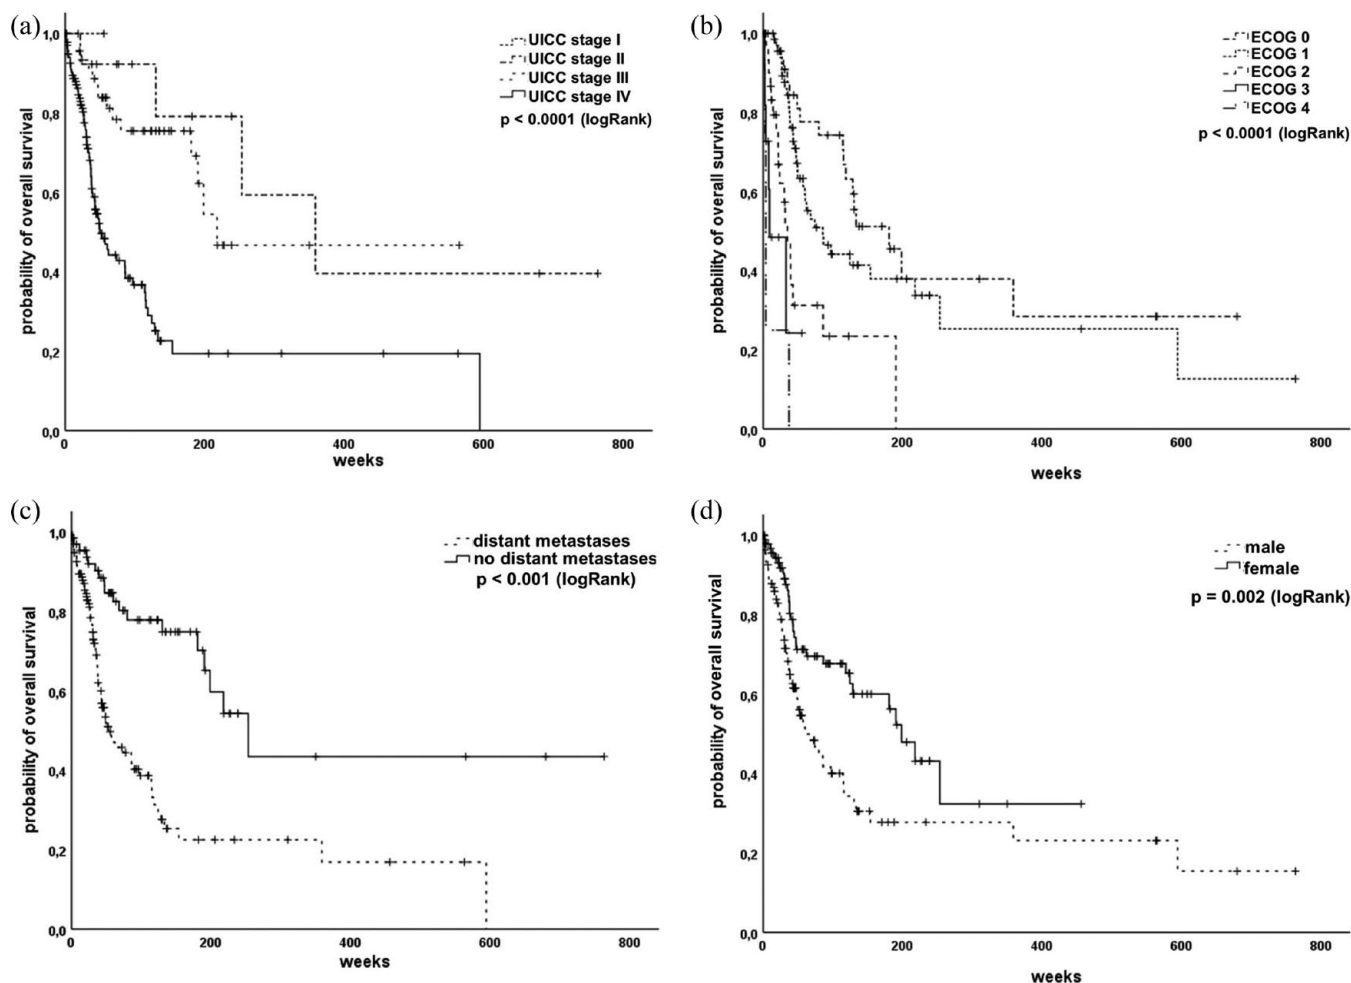 (a)
1,0
0,8
0,6
0,4
0,2
0,0
probability of overall survival
UICC stage I
UICC stage II
UICC stage III
UICC stage IV
p < 0.0001 (logRank)
0 200 400 600 800
weeks
(b)
1,0
0,8
0,6
0,4
0,2
0,0
probability of overall survival
ECOG 0
ECOG 1
ECOG 2
ECOG 3
ECOG 4
p < 0.0001 (logRank)
0 200 400 600 800
weeks
(c)
1,0
0,8
0,6
0,4
0,2
0,0
probability of overall survival
distant metastases
no distant metastases
p < 0.001 (logRank)
0 200 400 600 800
weeks
(d)
1,0
0,8
0,6
0,4
0,2
0,0
probability of overall survival
male
female
p = 0.002 (logRank)
0 200 400 600 800
weeks